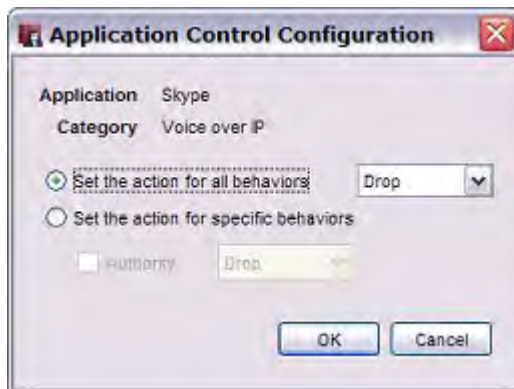 Application Control Configuration
Application Skype
Category Voice over IP
Set the action for all behaviors Drop
Set the action for specific behaviors
Authority Drop
OK Cancel